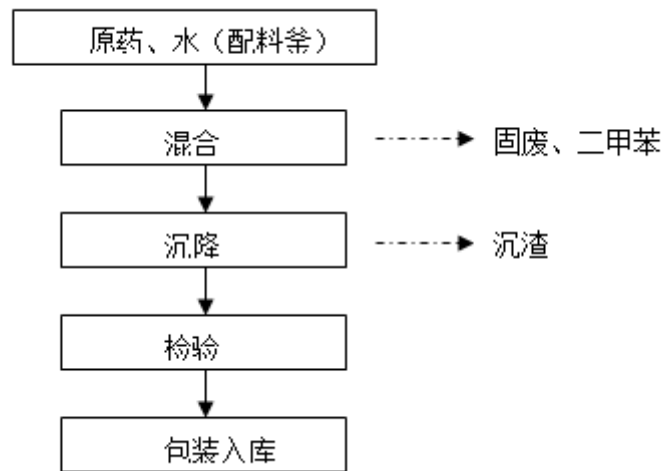 原药、水（配料釜）
混合
固废、二甲苯
沉降
沉渣
检验
包装入库